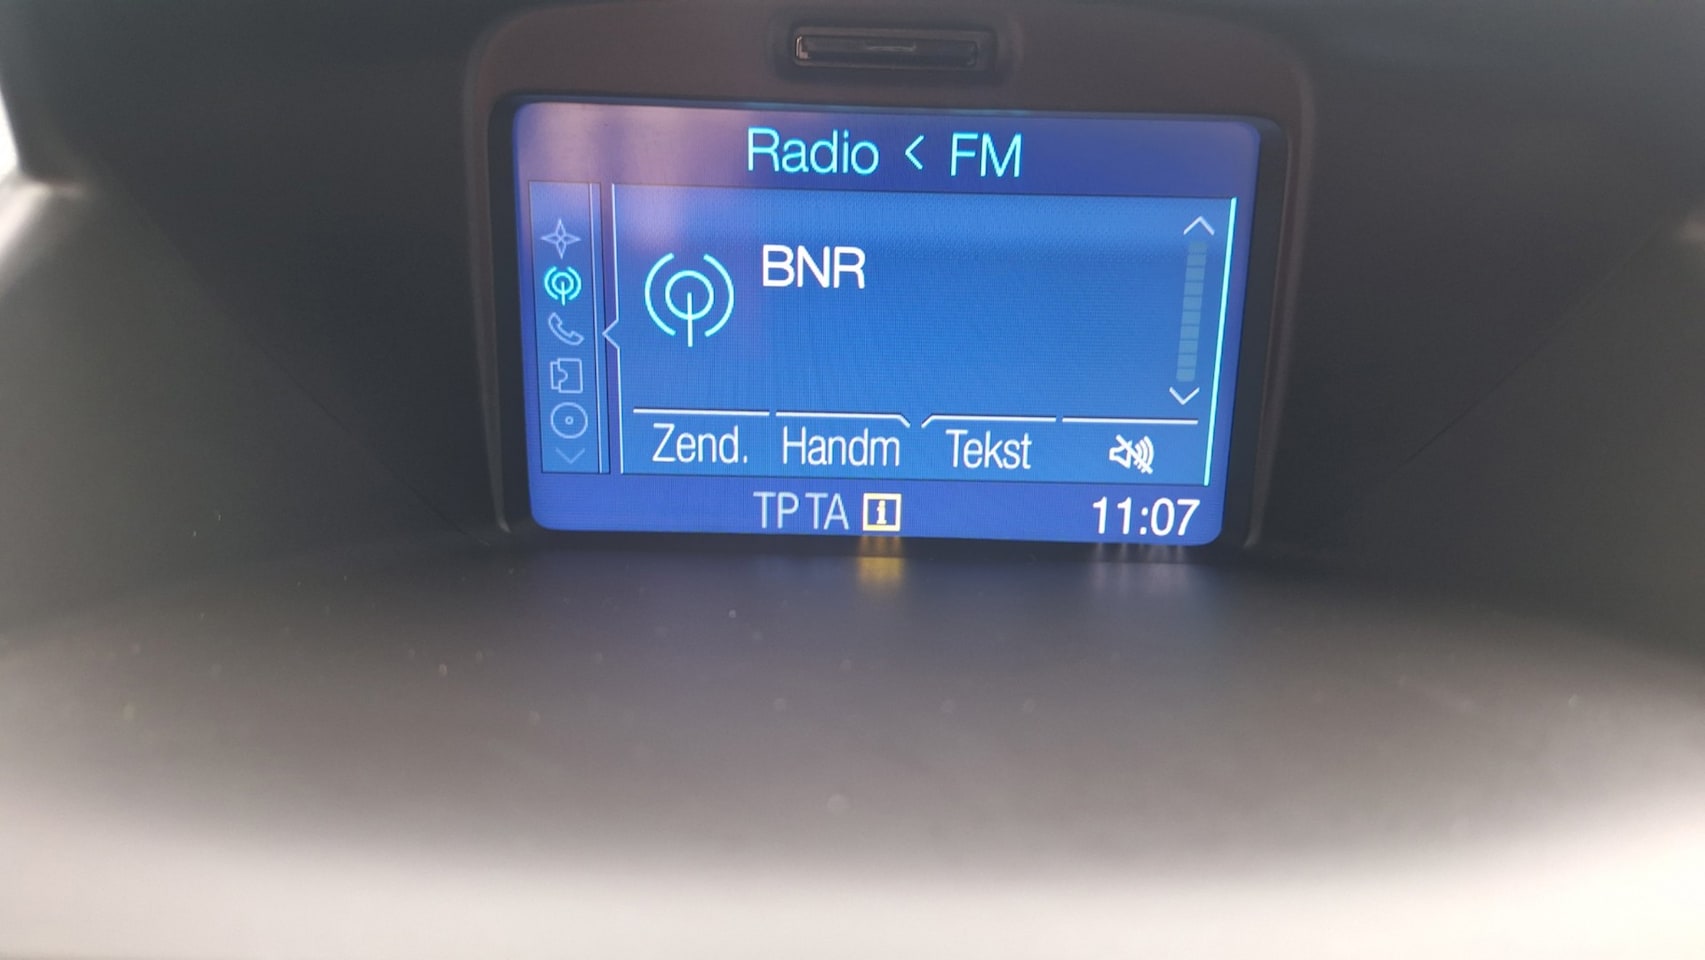 Radio < FM
BNR
Zend. Handm Tekst
TP TA i 11:07